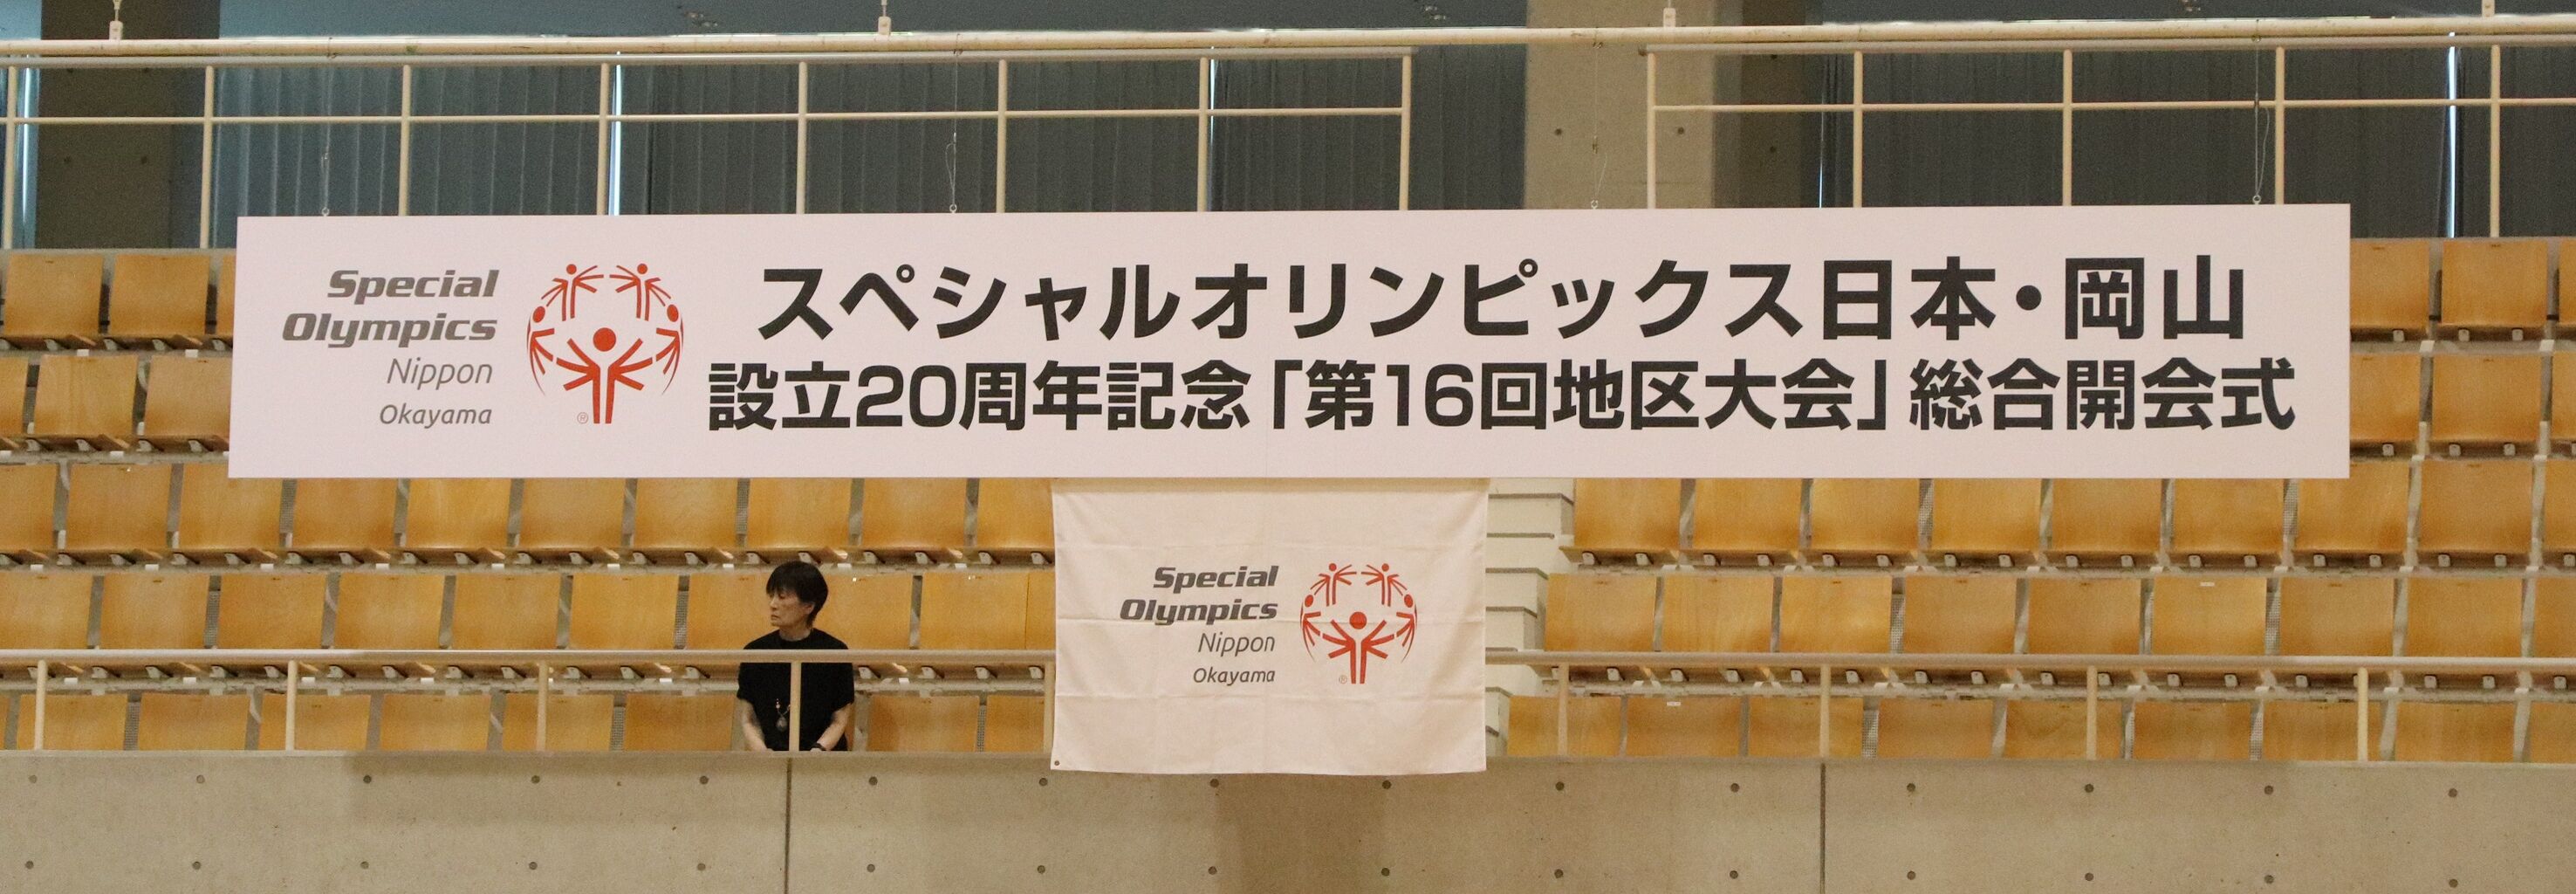 Special
Olympics
Nippon
Okayama
スペシャルオリンピックス日本・岡山
設立20周年記念「第16回地区大会」総合開会式
Special
Olympics
Nippon
Okayama